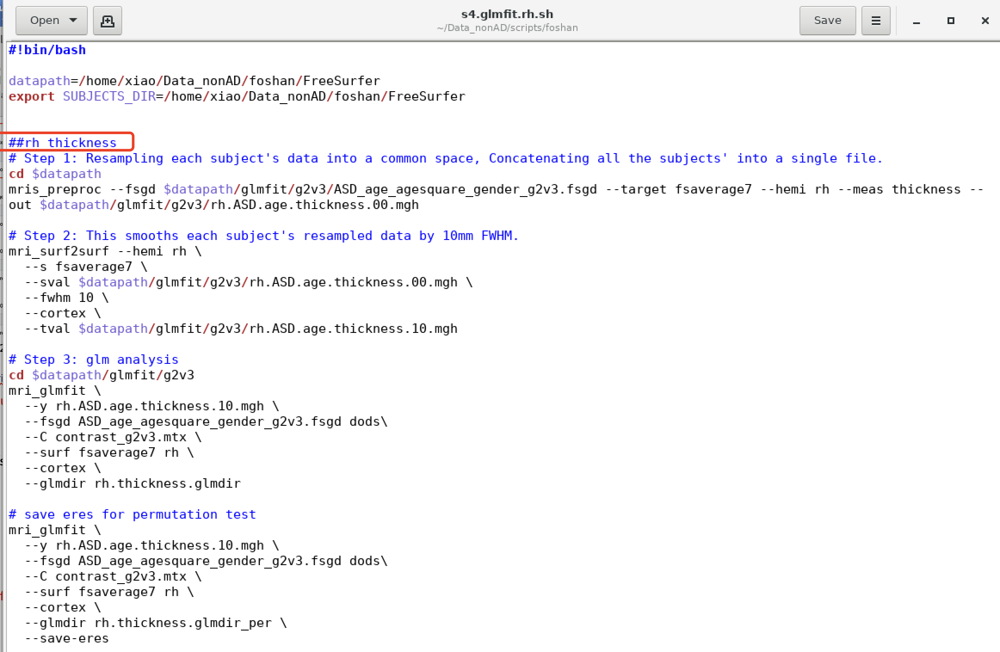 Open
s4.glmfit.rh.sh
~/Data_nonAD/scripts/foshan
Save
#!bin/bash
datapath=/home/xiao/Data_nonAD/foshan/FreeSurfer
export SUBJECTS_DIR=/home/xiao/Data_nonAD/foshan/FreeSurfer
##rh thickness
# Step 1: Resampling each subject's data into a common space, Concatenating all the subjects' into a single file.
cd $datapath
mris_preproc --fsgd $datapath/glmfit/g2v3/ASD_age_agesquare_gender_g2v3.fsgd --target fsaverage7 --hemi rh --meas thickness --
out $datapath/glmfit/g2v3/rh.ASD.age.thickness.00.mgh
# Step 2: This smooths each subject's resampled data by 10mm FWHM.
mri_surf2surf --hemi rh \
  --s fsaverage7 \
  --sval $datapath/glmfit/g2v3/rh.ASD.age.thickness.00.mgh \
  --fwhm 10 \
  --cortex \
  --tval $datapath/glmfit/g2v3/rh.ASD.age.thickness.10.mgh
# Step 3: glm analysis
cd $datapath/glmfit/g2v3
mri_glmfit \
  --y rh.ASD.age.thickness.10.mgh \
  --fsgd ASD_age_agesquare_gender_g2v3.fsgd dods\
  --C contrast_g2v3.mtx \
  --surf fsaverage7 rh \
  --cortex \
  --glmdir rh.thickness.glmdir
# save eres for permutation test
mri_glmfit \
  --y rh.ASD.age.thickness.10.mgh \
  --fsgd ASD_age_agesquare_gender_g2v3.fsgd dods\
  --C contrast_g2v3.mtx \
  --surf fsaverage7 rh \
  --cortex \
  --glmdir rh.thickness.glmdir_per \
  --save-eres